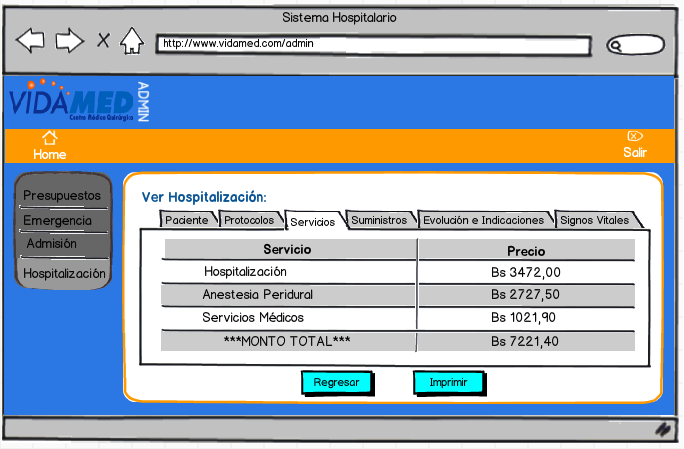 Sistema Hospitalario
X
http://www.vidamed.com/admin
VIDAMED
ADMIN
Centro Médico Quirúrgico
Home
Salir
Presupuestos
Emergencia
Admisión
Hospitalización
Ver Hospitalización:
Paciente Protocolos Servicios Suministros Evolución e Indicaciones Signos Vitales
Servicio Precio
Hospitalización Bs 3472,00
Anestesia Peridural Bs 2727,50
Servicios Médicos Bs 1021,90
***MONTO TOTAL*** Bs 7221,40
Regresar Imprimir